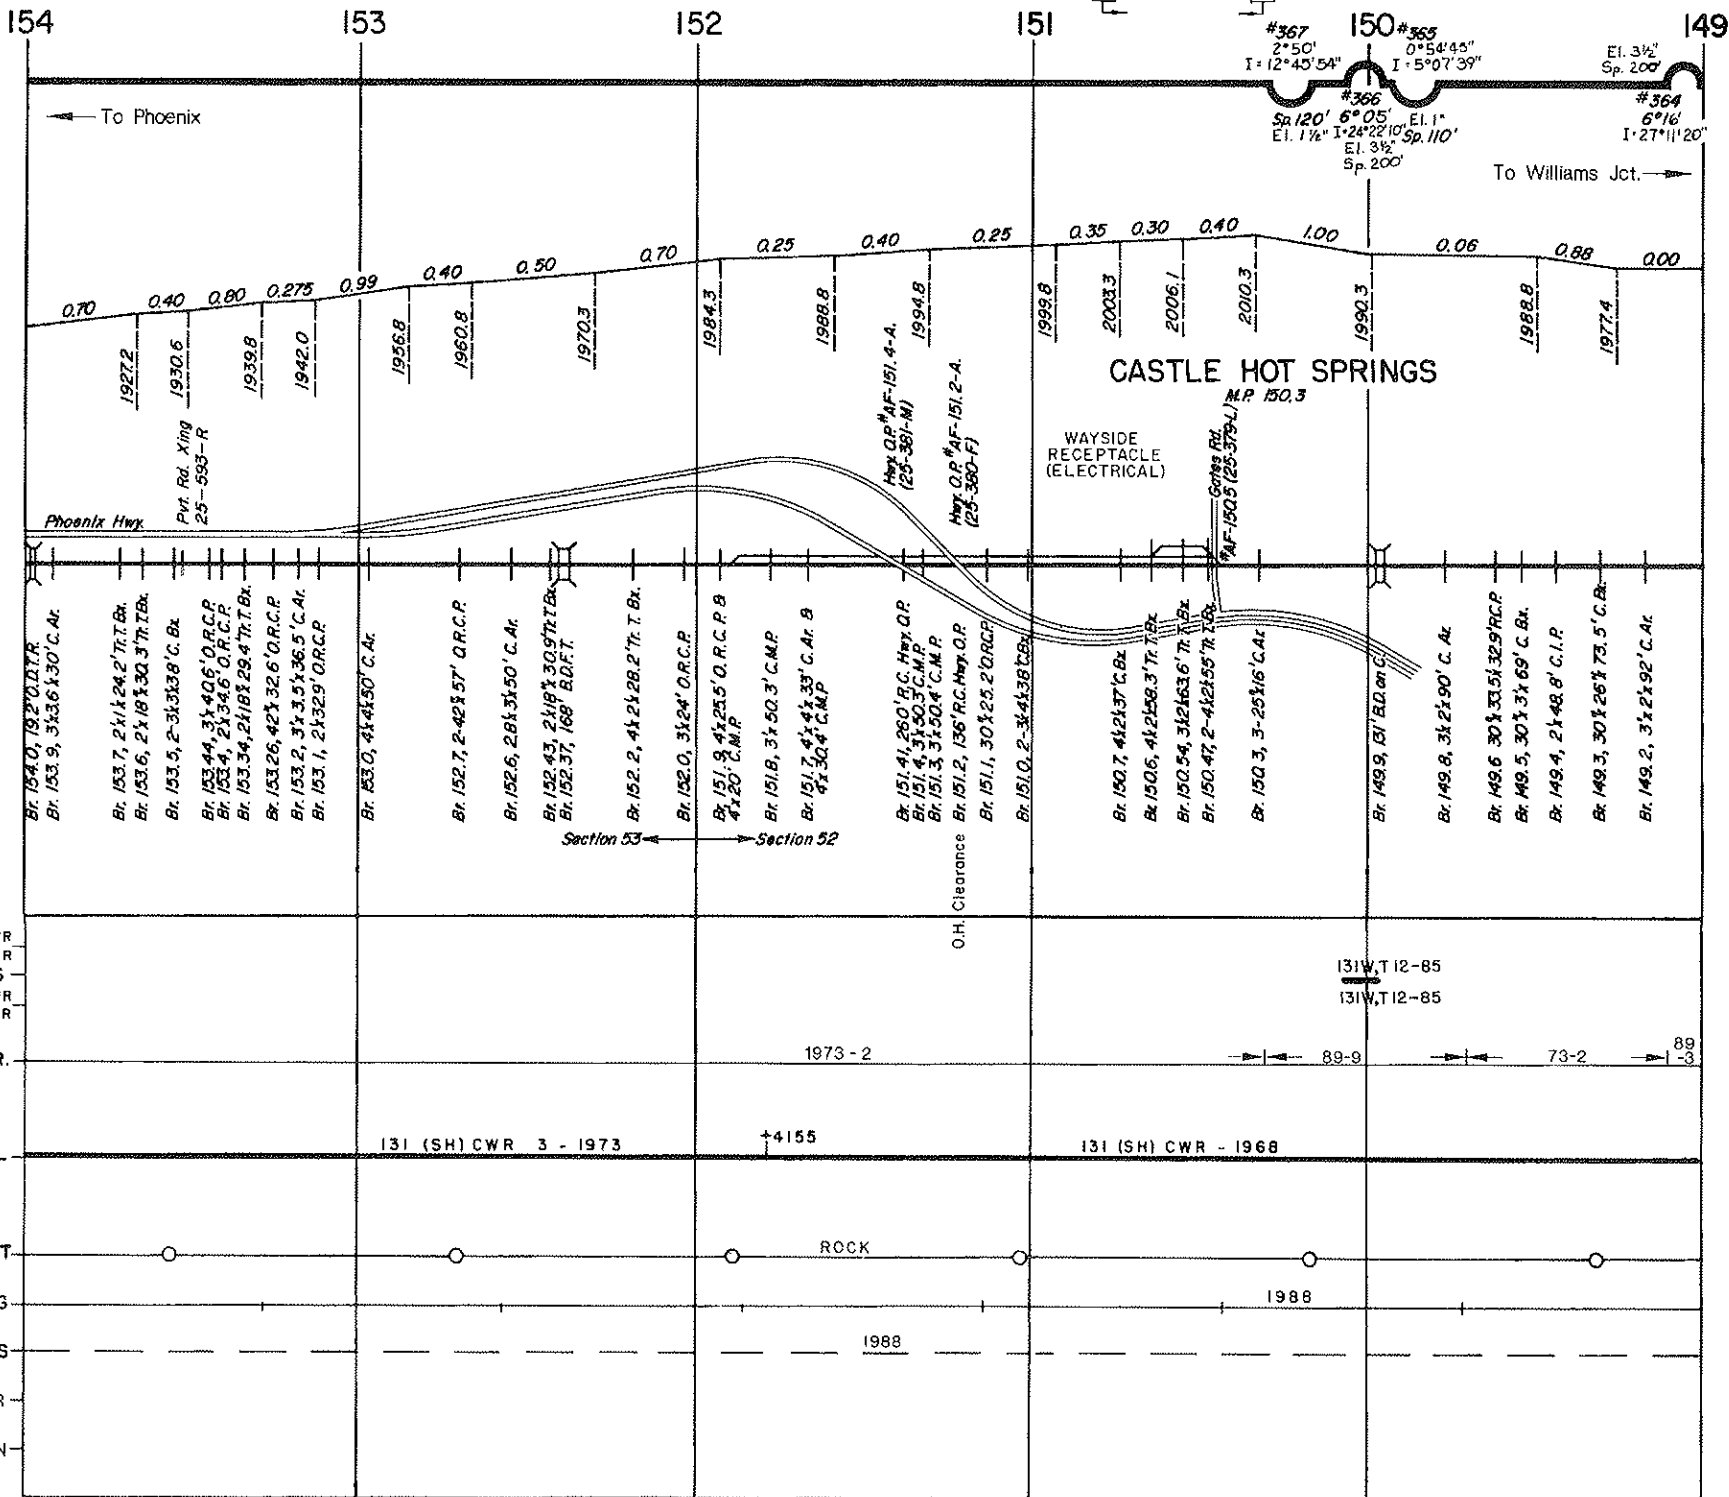 154
153
152
151
150
149
#367
2°50'
I = 12°45'54"
#365
0°54'45"
I = 5°07'39"
El. 3½"
Sp. 200'
Sp. 120'
El. 1½"
#366
6°05'
I=24°22'10"
El. 3½"
Sp. 200'
El. 1"
Sp. 110'
#364
6°16'
I=27°11'20"
To Phoenix
To Williams Jct.
0.70
0.40
0.80
0.275
0.99
0.40
0.50
0.70
0.25
0.40
0.25
0.35
0.30
0.40
1.00
0.06
0.88
0.00
1927.2
1930.6
1939.8
1942.0
1956.8
1960.8
1970.3
1984.3
1988.8
1994.8
1999.8
2003.3
2006.1
2010.3
1990.3
1988.8
1977.4
CASTLE HOT SPRINGS
M.P. 150.3
Pvt. Rd. Xing
25-593-R
Hwy. O.P. #AF-151.4-A.
(25-381-M)
Hwy. O.P. #AF-151.2-A.
(25-380-F)
WAYSIDE
RECEPTACLE
(ELECTRICAL)
Gates Rd.
#AF-150.5 (25-379-L)
Phoenix Hwy.
Br. 154.0, 19.2' O.D.T.R.
Br. 153.9, 3'x3.6'x30' C. Ar.
Br. 153.7, 2'x1'x24.2' Tr. T. Bx.
Br. 153.6, 2'x18"x30.3' Tr. T. Bx.
Br. 153.5, 2-3'x3'x38' C. Bx.
Br. 153.44, 3'x40.6' O.R.C.P.
Br. 153.4, 2'x34.6' O.R.C.P.
Br. 153.34, 2'x18"x29.4' Tr. T. Bx.
Br. 153.26, 42"x32.6' O.R.C.P.
Br. 153.2, 3'x3.5'x36.5' C. Ar.
Br. 153.1, 2'x32.9' O.R.C.P.
Br. 153.0, 4'x4'x50' C. Ar.
Br. 152.7, 2-42"x57' O.R.C.P.
Br. 152.6, 28"x3'x50' C. Ar.
Br. 152.43, 2'x18"x30.9' Tr. T. Bx.
Br. 152.37, 168' B.D.F.T.
Br. 152.2, 4'x2'x28.2' Tr. T. Bx.
Br. 152.0, 3'x24' O.R.C.P.
Br. 151.9, 4'x25.5' O.R.C.P. &
4'x20' C.M.P.
Br. 151.8, 3'x50.3' C.M.P.
Br. 151.7, 4'x4'x33' C. Ar. &
4'x30.4' C.M.P.
Br. 151.41, 260' R.C. Hwy. O.P.
Br. 151.4, 3'x50.3' C.M.P.
Br. 151.3, 3'x50.4' C.M.P.
Br. 151.2, 136' R.C. Hwy. O.P.
Br. 151.1, 30"x25.2' O.R.C.P.
Br. 151.0, 2-3'x4'x38' C. Bx.
Br. 150.7, 4'x2'x37' C. Bx.
Br. 150.6, 4'x2'x58.3' Tr. T. Bx.
Br. 150.54, 3'x2'x63.6' Tr. T. Bx.
Br. 150.47, 2-4'x2'x55' Tr. T. Bx.
Br. 150.3, 3-25"x16' C. Ar.
Br. 149.9, 131' B.D. on C.
Br. 149.8, 3'x2'x90' C. Ar.
Br. 149.6 30"x33.5'x32.9' R.C.P.
Br. 149.5, 30"x3'x69' C. Bx.
Br. 149.4, 2'x48.8' C.I.P.
Br. 149.3, 30"x26"x73.5' C. Bx.
Br. 149.2, 3'x2'x92' C. Ar.
Section 53
Section 52
O.H. Clearance
R
R
S
R
R
131W,T12-85
131W,T12-85
R.
1973-2
89-9
73-2
89
-3
131 (SH) CWR 3 - 1973
+4155
131 (SH) CWR - 1968
L
T
ROCK
G
1988
S
1988
R
N